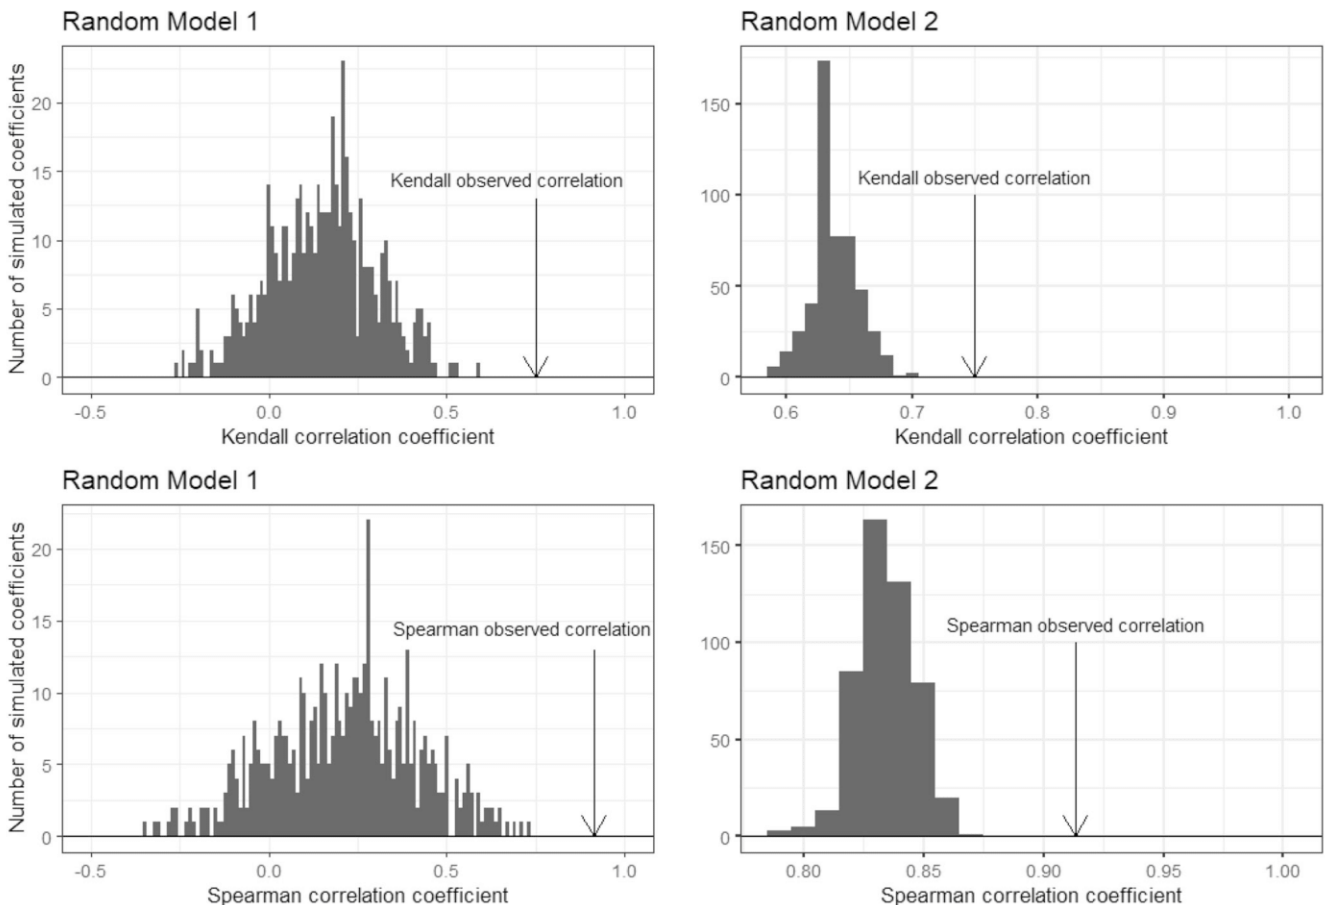 Random Model 1
Number of simulated coefficients
20
15
10
5
0
Kendall observed correlation
-0.5 0.0 0.5 1.0
Kendall correlation coefficient
Random Model 2
150
100
50
0
Kendall observed correlation
0.6 0.7 0.8 0.9 1.0
Kendall correlation coefficient
Random Model 1
Number of simulated coefficients
20
15
10
5
0
Spearman observed correlation
-0.5 0.0 0.5 1.0
Spearman correlation coefficient
Random Model 2
150
100
50
0
Spearman observed correlation
0.80 0.85 0.90 0.95 1.00
Spearman correlation coefficient